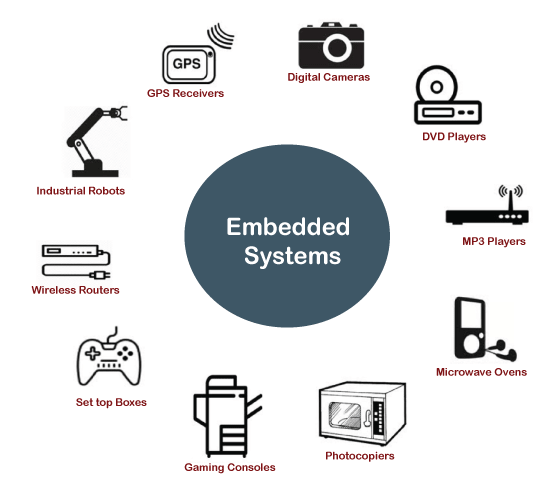 GPS
GPS Receivers
Digital Cameras
DVD Players
Industrial Robots
Embedded
Systems
MP3 Players
Wireless Routers
Microwave Ovens
Set top Boxes
Gaming Consoles
Photocopiers